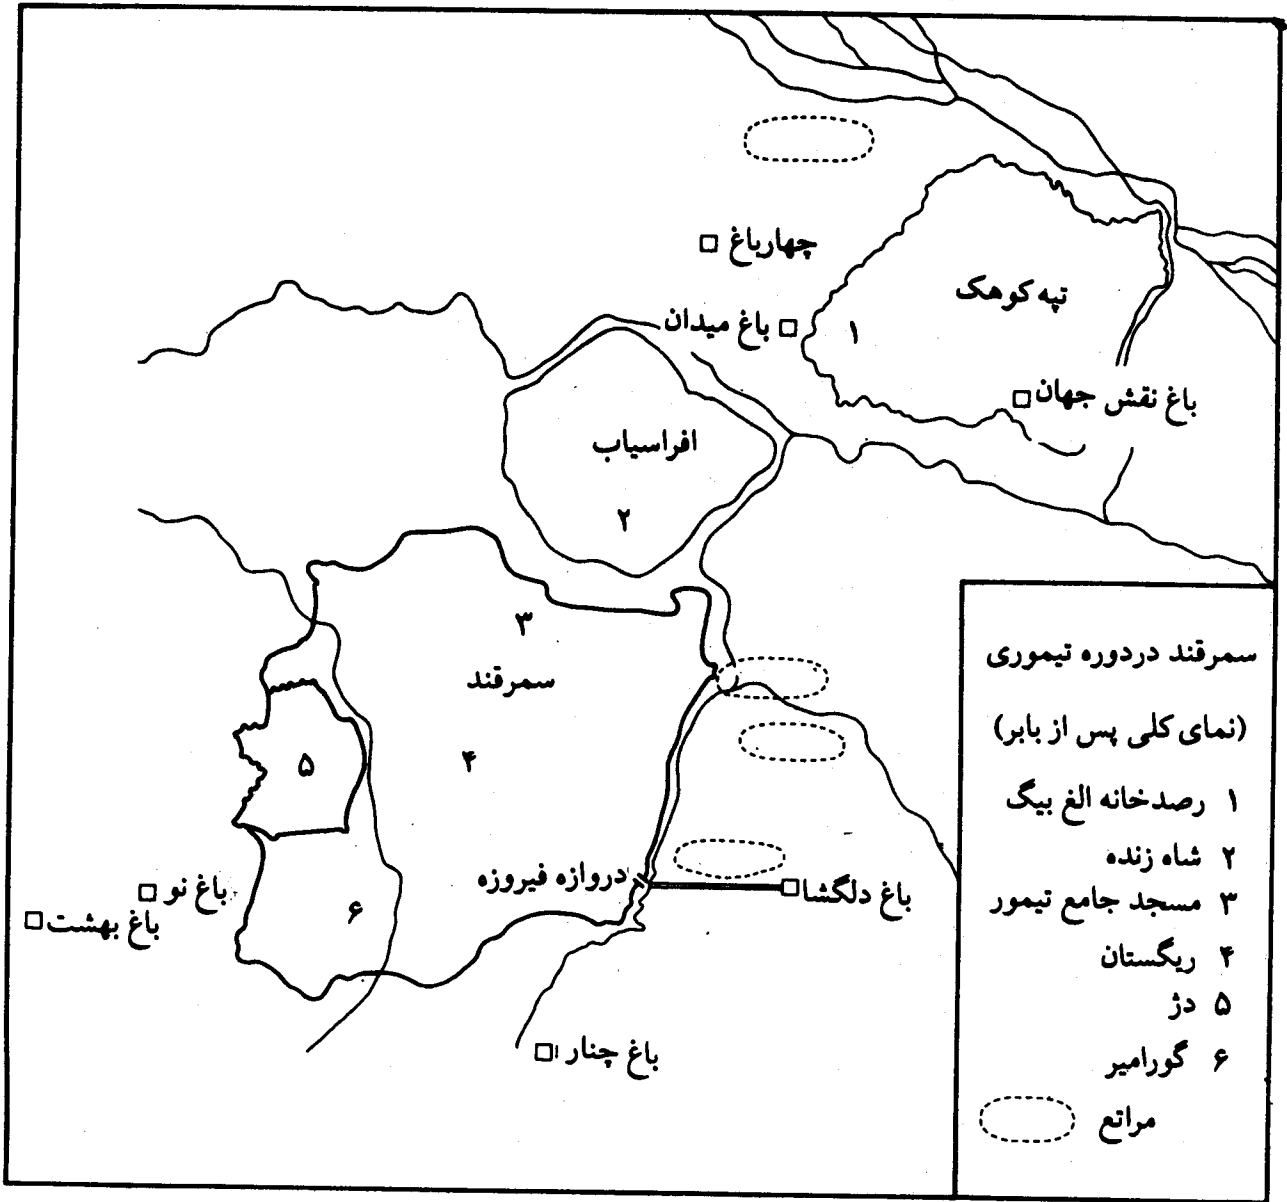 چهارباغ
تپه کوهک
باغ میدان
۱
باغ نقش جهان
افراسیاب
۲
۳
سمرقند
۴
۵
دروازه فیروزه
باغ دلگشا
باغ نو
باغ بهشت
۶
باغ چنار
سمرقند در دوره تیموری
(نمای کلی پس از بابر)
۱ رصدخانه الغ بیگ
۲ شاه زنده
۳ مسجد جامع تیمور
۴ ریگستان
۵ دژ
۶ گورامیر
مراتع